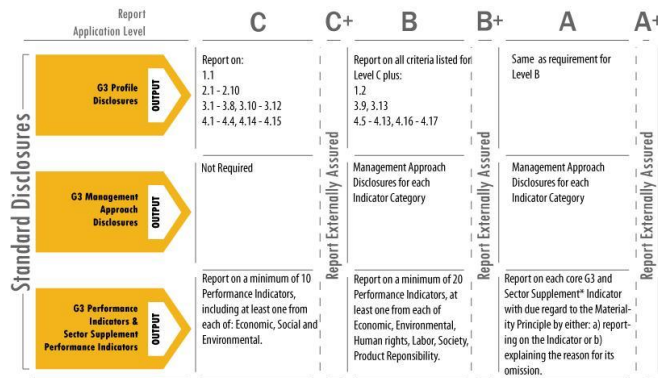 Report
Application Level
C
C+
B
B+
A
A+
Standard Disclosures
G3 Profile
Disclosures
OUTPUT
Report on:
1.1
2.1 - 2.10
3.1 - 3.8, 3.10 - 3.12
4.1 - 4.4, 4.14 - 4.15
Report on all criteria listed for
Level C plus:
1.2
3.9, 3.13
4.5 - 4.13, 4.16 - 4.17
Same as requirement for
Level B
G3 Management
Approach
Disclosures
OUTPUT
Not Required
Management Approach
Disclosures for each
Indicator Category
Management Approach
Disclosures for each
Indicator Category
G3 Performance
Indicators &
Sector Supplement
Performance Indicators
OUTPUT
Report on a minimum of 10
Performance Indicators,
including at least one from
each of: Economic, Social and
Environmental.
Report on a minimum of 20
Performance Indicators, at
least one from each of
Economic, Environmental,
Human rights, Labor, Society,
Product Reponsibility.
Report on each core G3 and
Sector Supplement* Indicator
with due regard to the Material-
ity Principle by either: a) report-
ing on the Indicator or b)
explaining the reason for its
omission.
Report Externally Assured
Report Externally Assured
Report Externally Assured